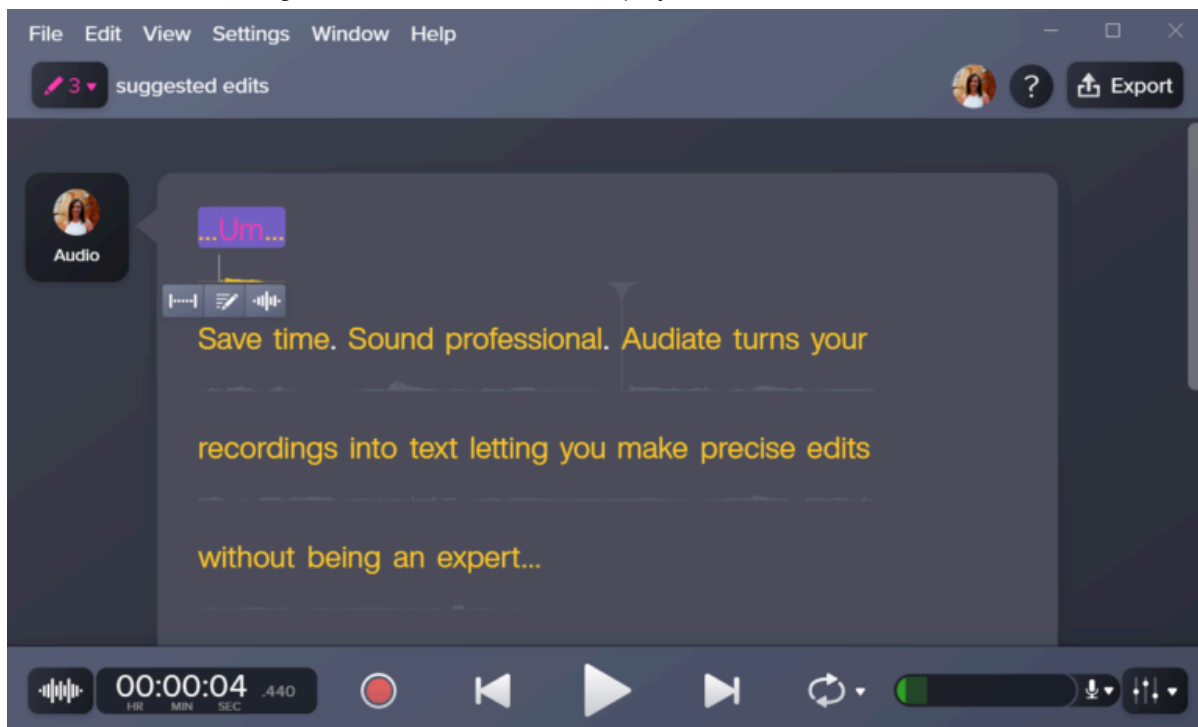 File Edit View Settings Window Help
3 suggested edits
? Export
Audio
...Um...
Save time. Sound professional. Audiate turns your
recordings into text letting you make precise edits
without being an expert...
00:00:04 .440
HR MIN SEC